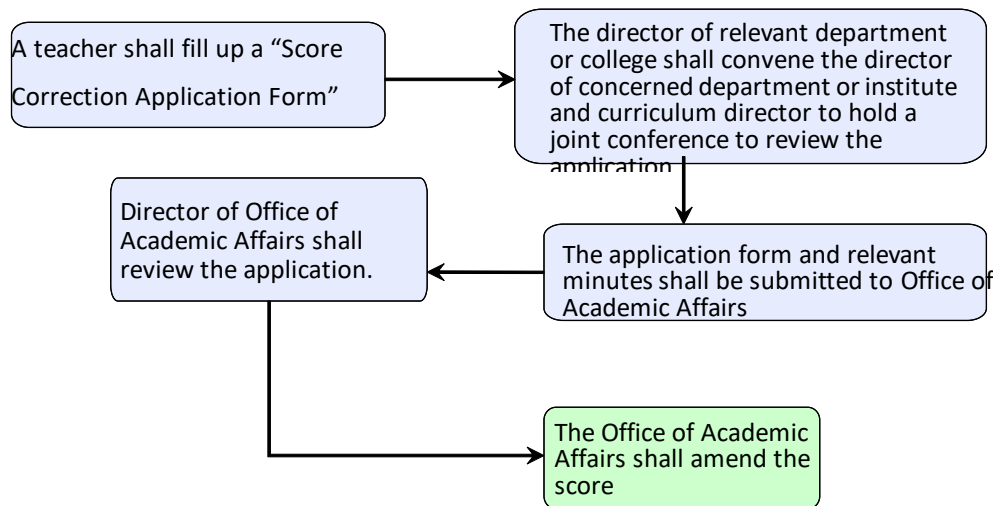 A teacher shall fill up a “Score
Correction Application Form”
The director of relevant department
or college shall convene the director
of concerned department or institute
and curriculum director to hold a
joint conference to review the
application
The application form and relevant
minutes shall be submitted to Office of
Academic Affairs
Director of Office of
Academic Affairs shall
review the application.
The Office of Academic
Affairs shall amend the
score